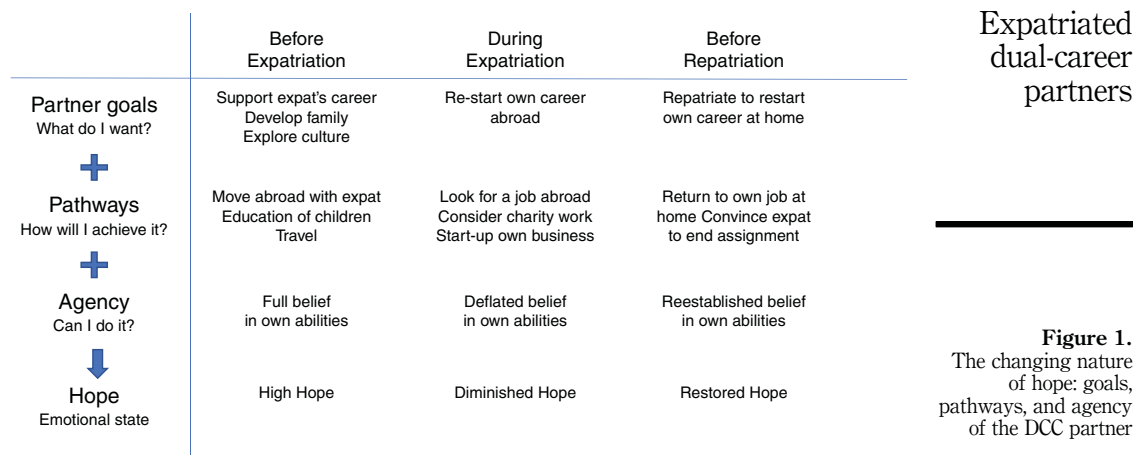 Expatriated
dual-career
partners
Before
Expatriation
During
Expatriation
Before
Repatriation
Partner goals
What do I want?
Support expat's career
Develop family
Explore culture
Re-start own career
abroad
Repatriate to restart
own career at home
Pathways
How will I achieve it?
Move abroad with expat
Education of children
Travel
Look for a job abroad
Consider charity work
Start-up own business
Return to own job at
home Convince expat
to end assignment
Agency
Can I do it?
Full belief
in own abilities
Deflated belief
in own abilities
Reestablished belief
in own abilities
Hope
Emotional state
High Hope
Diminished Hope
Restored Hope
Figure 1.
The changing nature
of hope: goals,
pathways, and agency
of the DCC partner